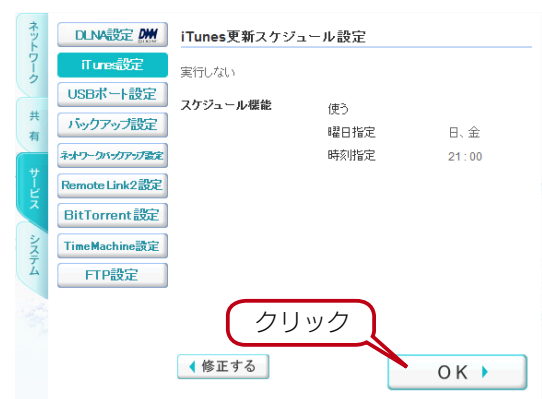 ネットワーク
共有
サービス
システム
DLNA設定
iTunes設定
USBポート設定
バックアップ設定
ネットワークバックアップ設定
Remote Link2設定
BitTorrent設定
TimeMachine設定
FTP設定
iTunes更新スケジュール設定
実行しない
スケジュール機能 使う
曜日指定 日、金
時刻指定 21:00
クリック
修正する
OK